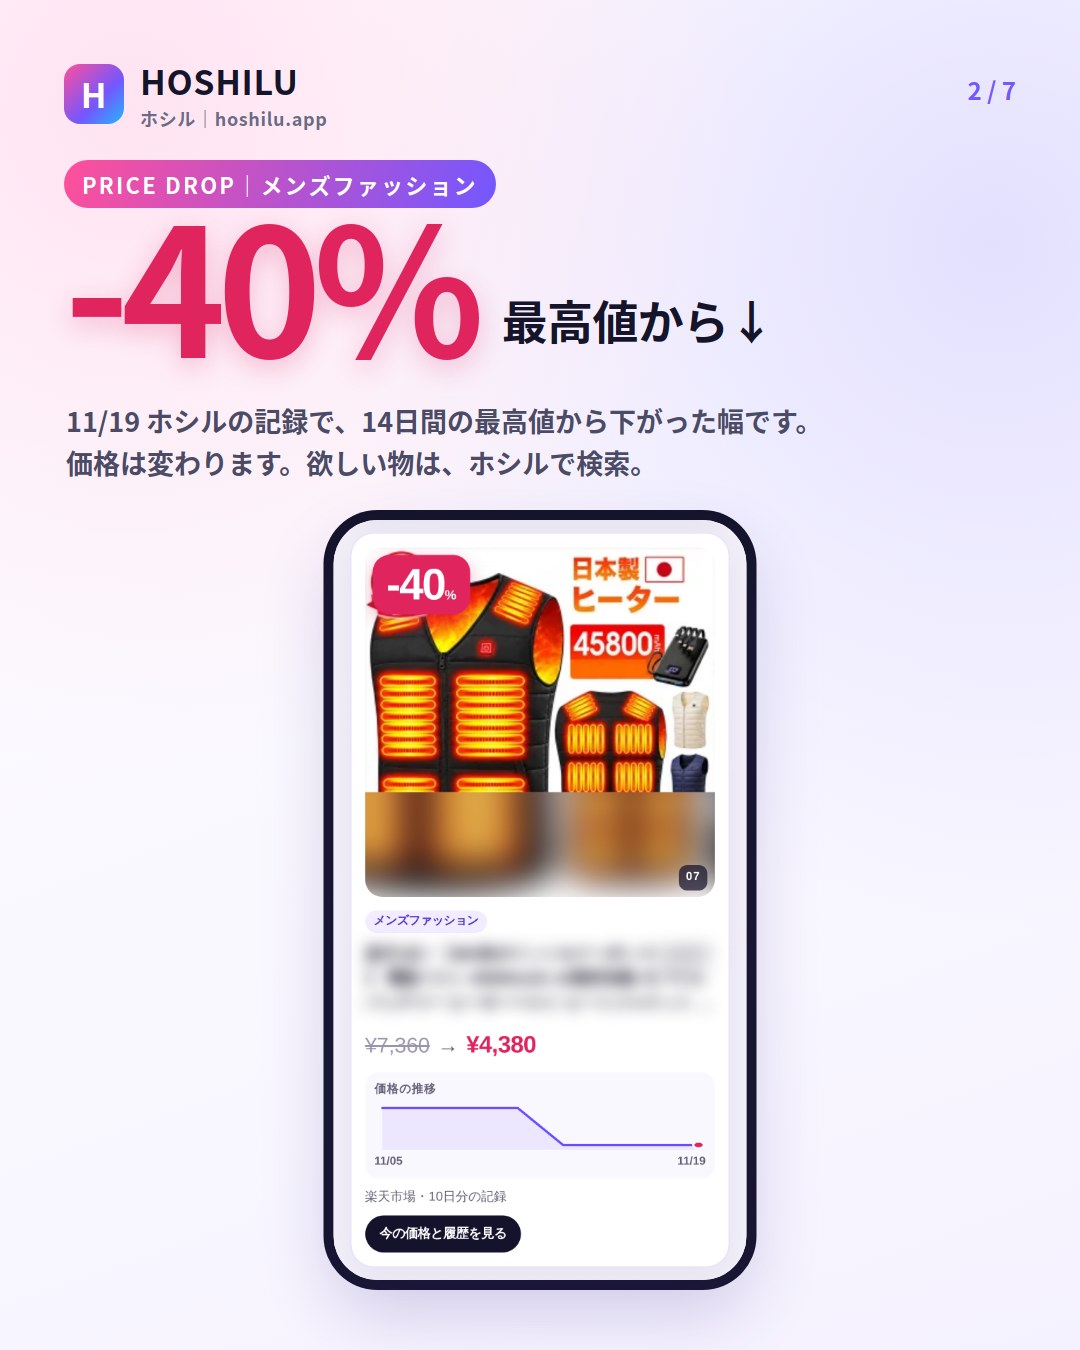 H
HOSHILU
ホシル｜hoshilu.app
2 / 7
PRICE DROP｜メンズファッション
-40%
最高値から↓
11/19 ホシルの記録で、14日間の最高値から下がった幅です。
価格は変わります。欲しい物は、ホシルで検索。
-40%
日本製
ヒーター
45800
07
メンズファッション
¥7,360 → ¥4,380
価格の推移
11/05
11/19
楽天市場・10日分の記録
今の価格と履歴を見る